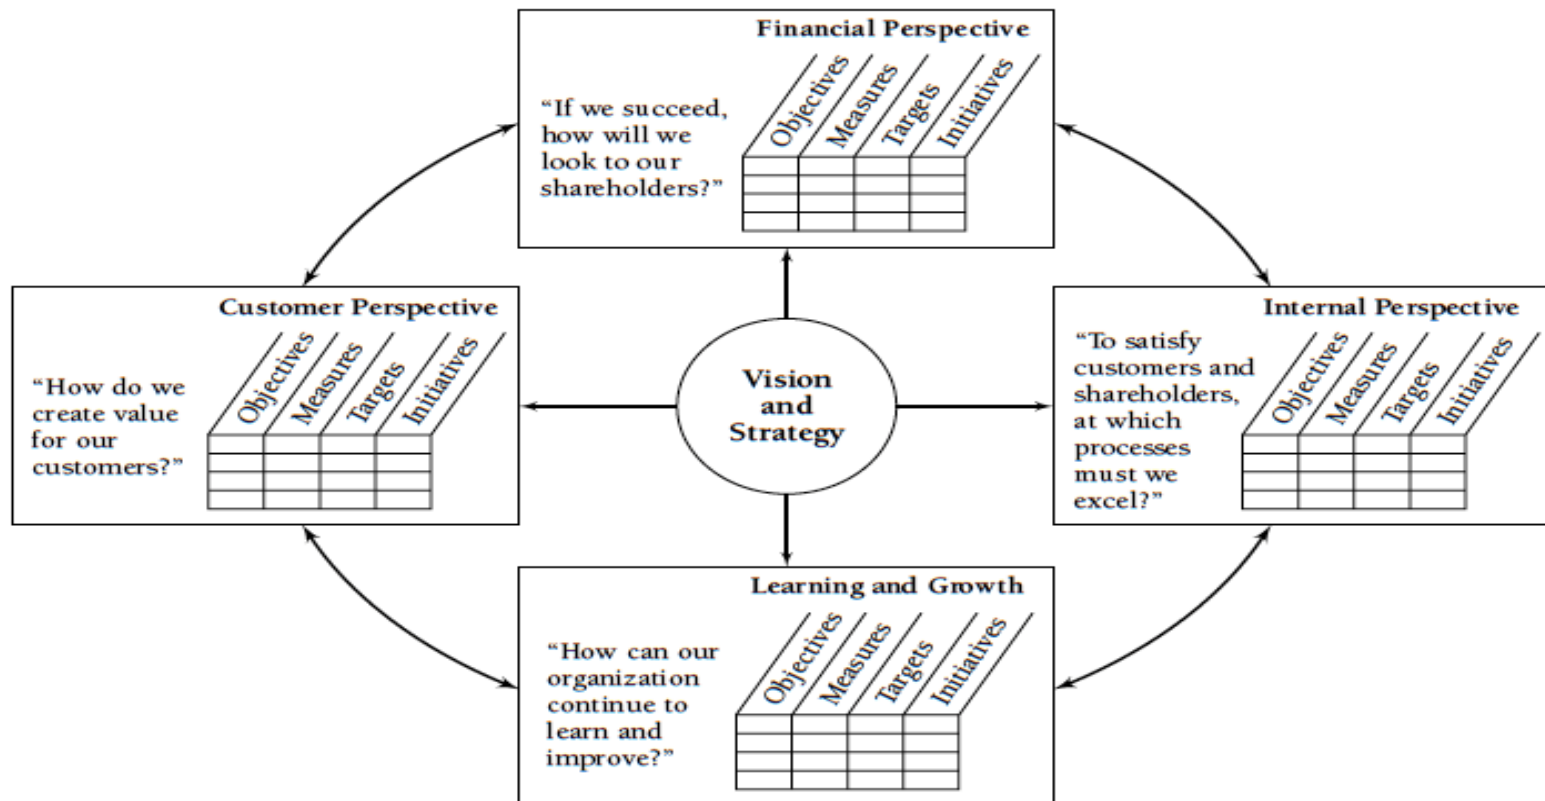 Financial Perspective
“If we succeed,
how will we
look to our
shareholders?”
Objectives
Measures
Targets
Initiatives
Customer Perspective
“How do we
create value
for our
customers?”
Objectives
Measures
Targets
Initiatives
Vision
and
Strategy
Internal Perspective
“To satisfy
customers and
shareholders,
at which
processes
must we
excel?”
Objectives
Measures
Targets
Initiatives
Learning and Growth
“How can our
organization
continue to
learn and
improve?”
Objectives
Measures
Targets
Initiatives